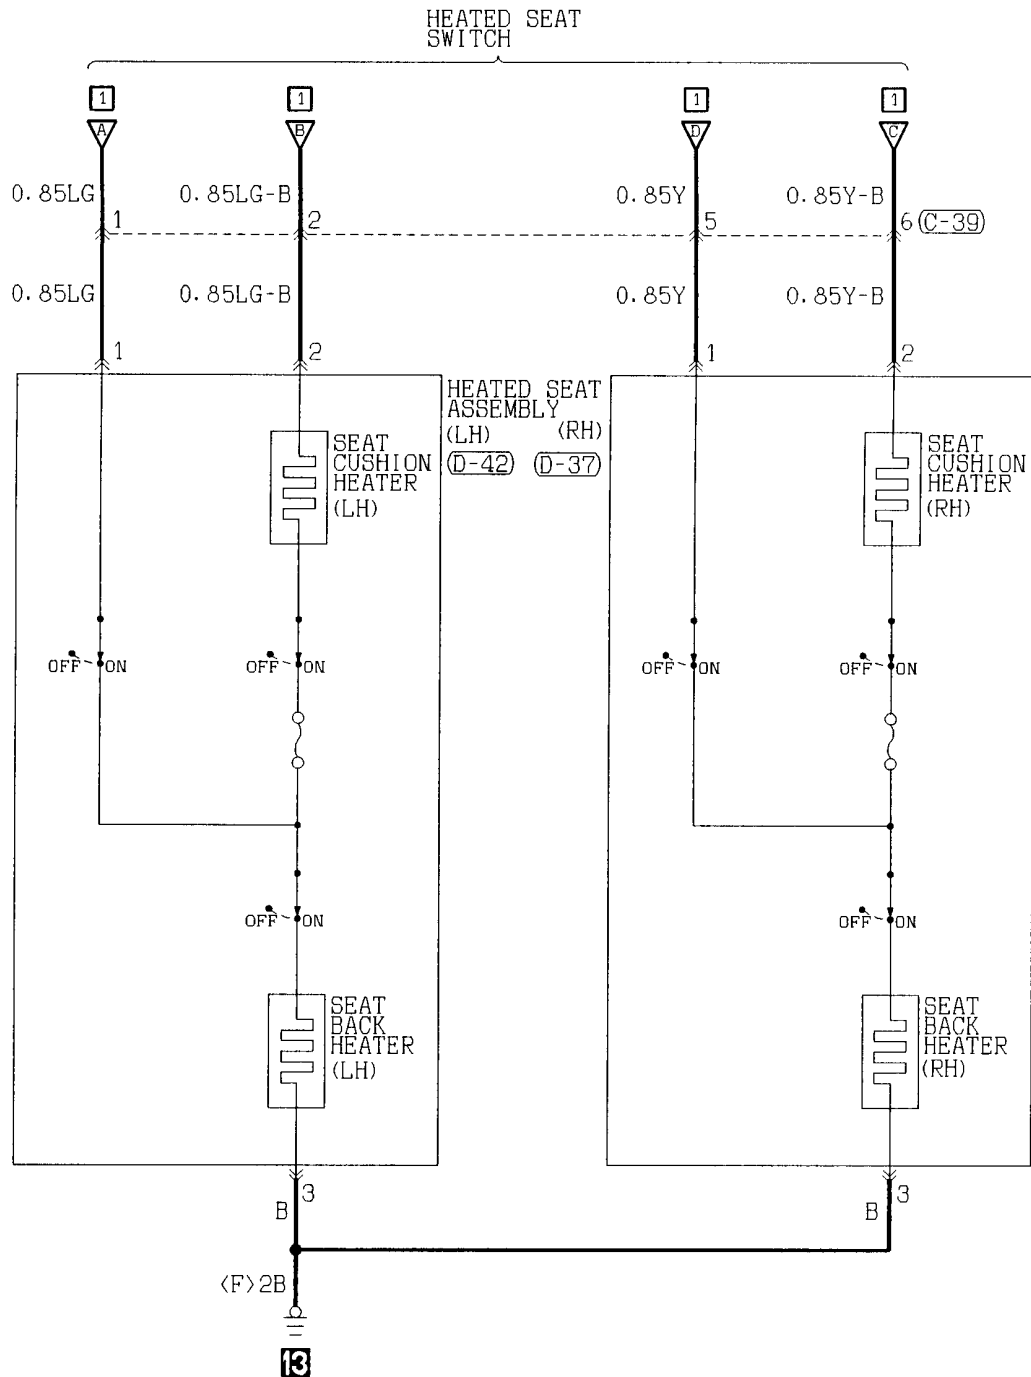 HEATED SEAT
SWITCH
1 1 1 1
A B D C
0.85LG 0.85LG-B 0.85Y 0.85Y-B
1 2 5 6 C-39
0.85LG 0.85LG-B 0.85Y 0.85Y-B
1 2 1 2
HEATED SEAT
ASSEMBLY
(LH) (RH)
D-42 D-37
SEAT
CUSHION
HEATER
(LH)
SEAT
CUSHION
HEATER
(RH)
OFF ON OFF ON OFF ON OFF ON
OFF ON OFF ON
SEAT
BACK
HEATER
(LH)
SEAT
BACK
HEATER
(RH)
3 3
B B
<F>2B
13